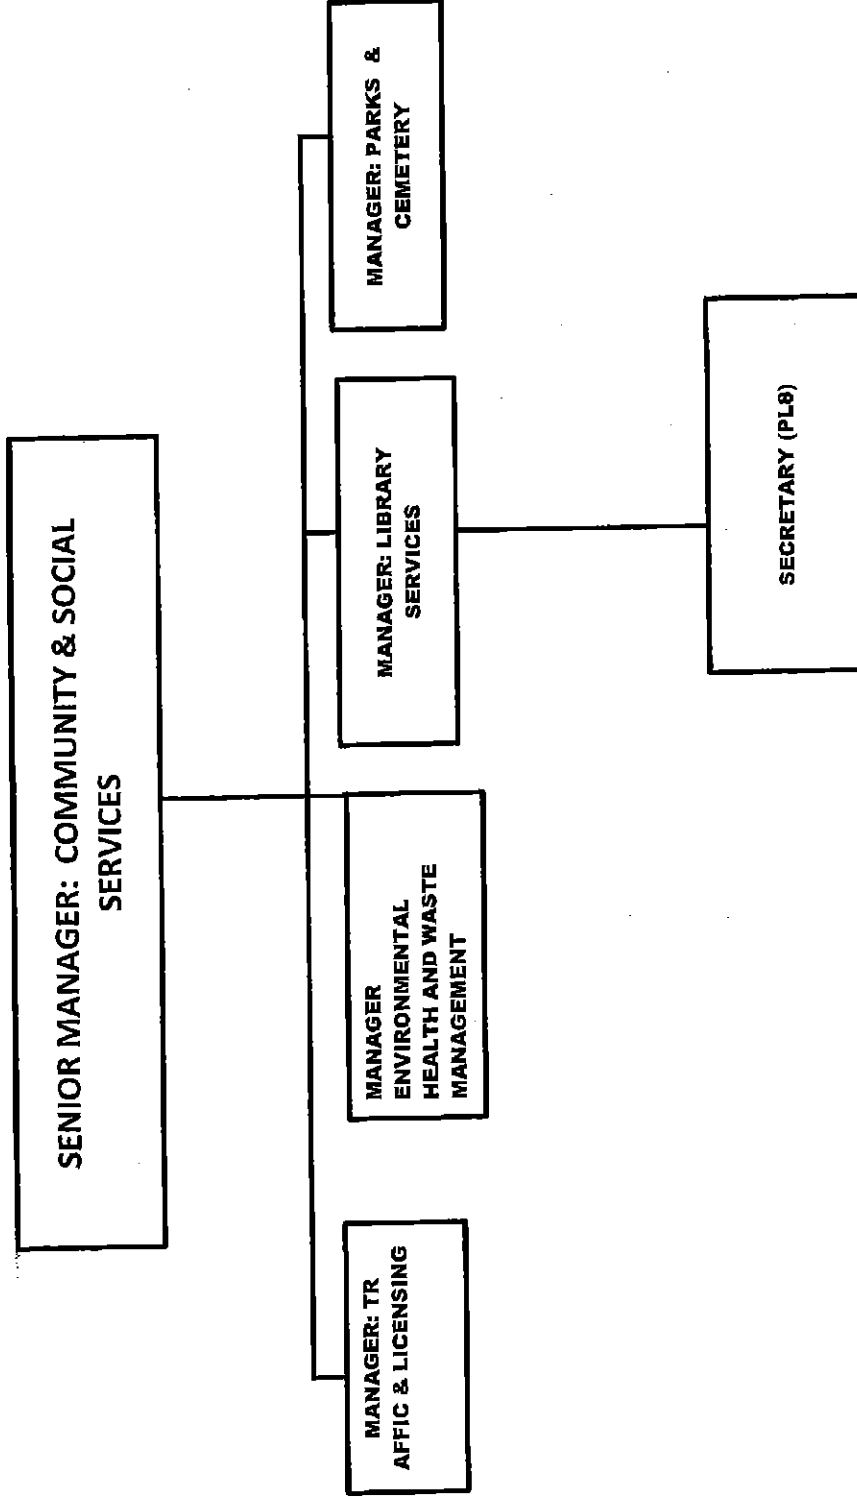 SENIOR MANAGER: COMMUNITY & SOCIAL
SERVICES
MANAGER: TR
AFFIC & LICENSING
MANAGER
ENVIRONMENTAL
HEALTH AND WASTE
MANAGEMENT
MANAGER: LIBRARY
SERVICES
MANAGER: PARKS &
CEMETERY
SECRETARY (PL8)